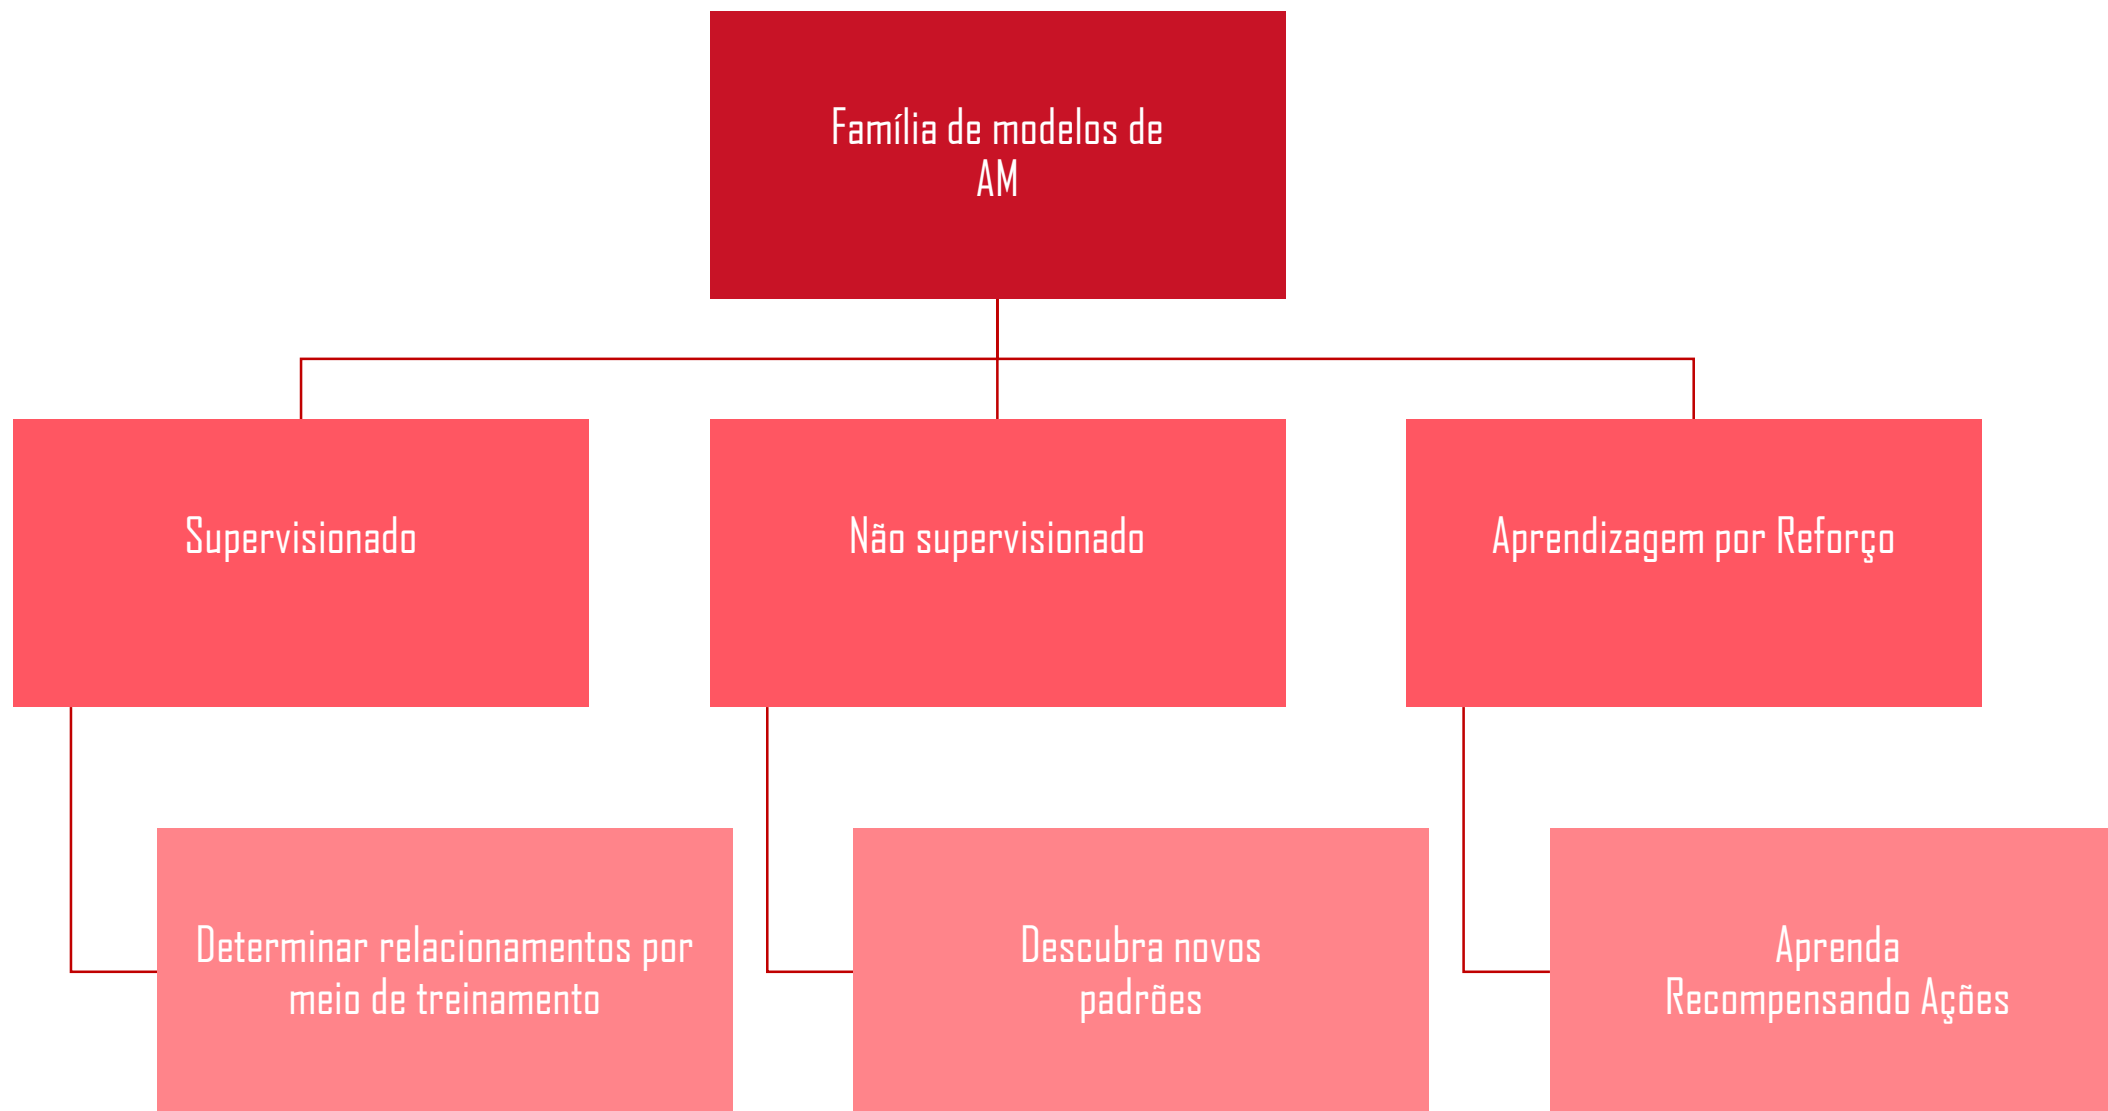 Família de modelos de
AM
Supervisionado
Não supervisionado
Aprendizagem por Reforço
Determinar relacionamentos por
meio de treinamento
Descubra novos
padrões
Aprenda
Recompensando Ações